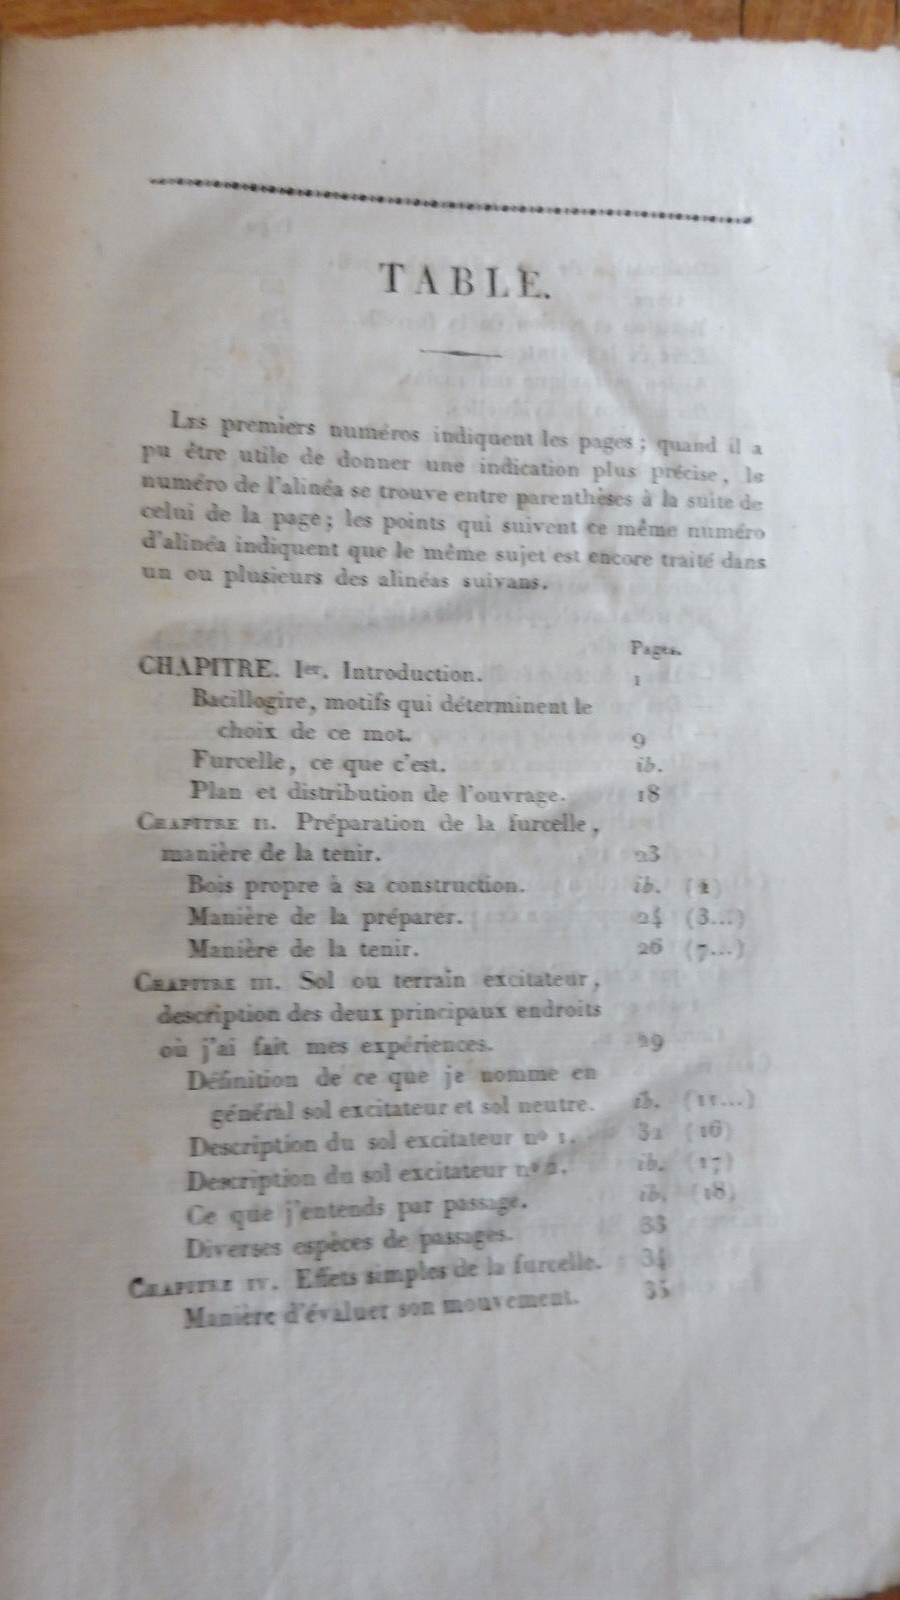 TABLE.
Les premiers numéros indiquent les pages ; quand il a
pu être utile de donner une indication plus précise, le
numéro de l'alinéa se trouve entre parenthèses à la suite de
celui de la page ; les points qui suivent ce même numéro
d'alinéa indiquent que le même sujet est encore traité dans
un ou plusieurs des alinéas suivans.
Pages.
CHAPITRE. Ier. Introduction. 1
Bacillogire, motifs qui déterminent le
choix de ce mot. 9
Furcelle, ce que c'est. ib.
Plan et distribution de l'ouvrage. 18
Chapitre II. Préparation de la furcelle,
manière de la tenir. 23
Bois propre à sa construction. ib. (2)
Manière de la préparer. 24 (3...)
Manière de la tenir. 26 (7...)
Chapitre III. Sol ou terrain excitateur,
description des deux principaux endroits
où j'ai fait mes expériences. 29
Définition de ce que je nomme en
général sol excitateur et sol neutre. ib. (11...)
Description du sol excitateur no 1. 32 (16)
Description du sol excitateur no 2. ib. (17)
Ce que j'entends par passage. ib. (18)
Diverses espèces de passages. 33
Chapitre IV. Effets simples de la furcelle. 34
Manière d'évaluer son mouvement. 35